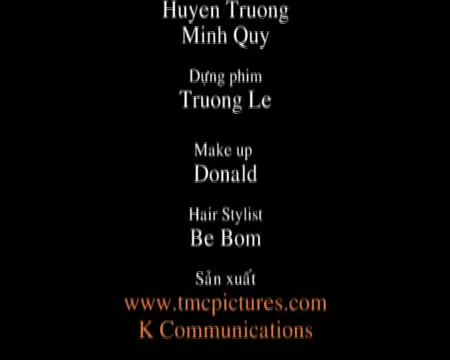 Huyen Truong
Minh Quy
Dựng phim
Truong Le
Make up
Donald
Hair Stylist
Be Bom
Sản xuất
www.tmcpictures.com
K Communications